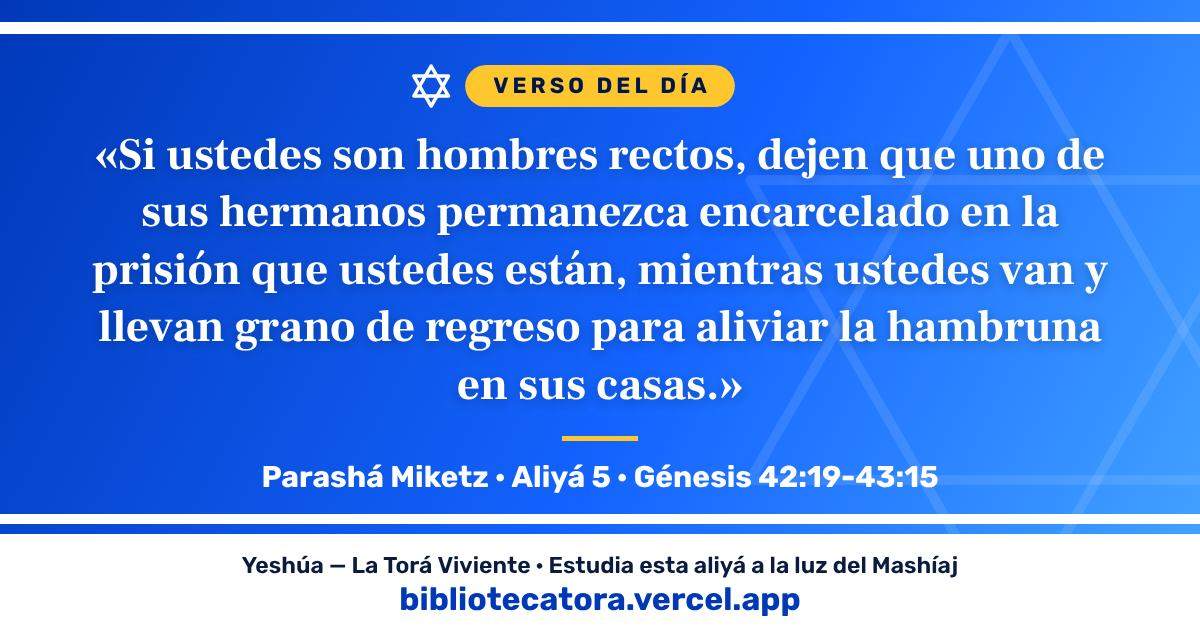 VERSO DEL DÍA
«Si ustedes son hombres rectos, dejen que uno de
sus hermanos permanezca encarcelado en la
prisión que ustedes están, mientras ustedes van y
llevan grano de regreso para aliviar la hambruna
en sus casas.»
Parashá Miketz • Aliyá 5 • Génesis 42:19-43:15
Yeshúa — La Torá Viviente • Estudia esta aliyá a la luz del Mashíaj
bibliotecatora.vercel.app